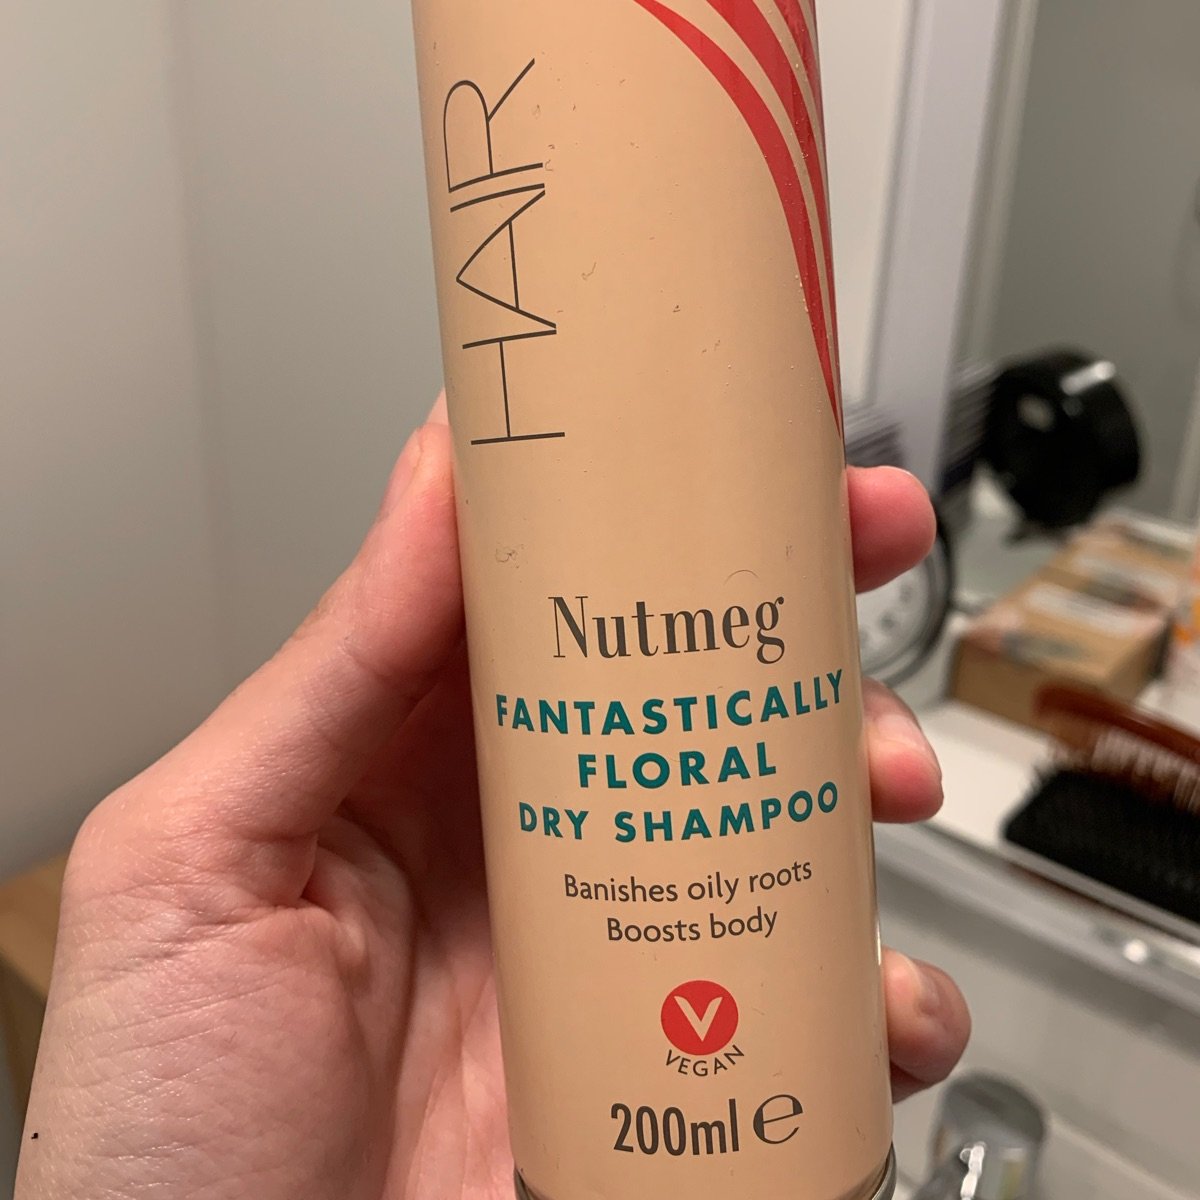 HAIR
Nutmeg
FANTASTICALLY
FLORAL
DRY SHAMPOO
Banishes oily roots
Boosts body
V
VEGAN
200ml e